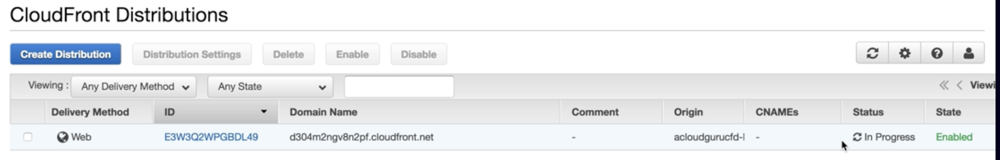 CloudFront Distributions
Create Distribution Distribution Settings Delete Enable Disable
Viewing : Any Delivery Method Any State Viewi
Delivery Method ID Domain Name Comment Origin CNAMEs Status State
Web E3W3Q2WPGBDL49 d304m2ngv8n2pf.cloudfront.net - acloudgurucfd- - In Progress Enabled